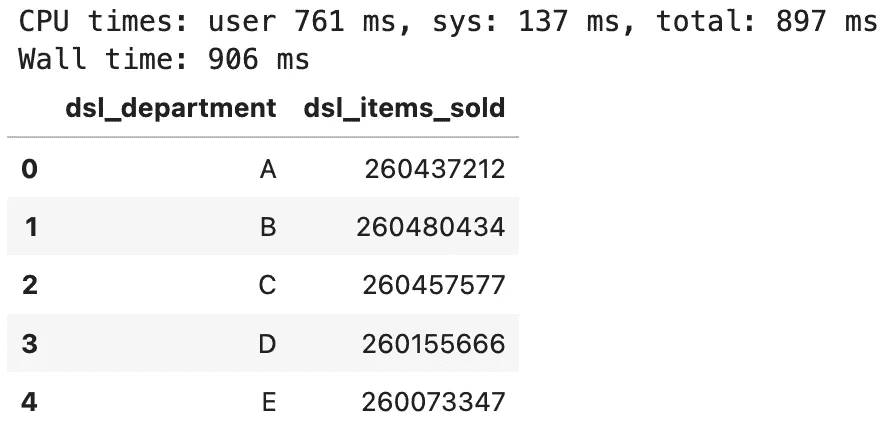 CPU times: user 761 ms, sys: 137 ms, total: 897 ms
Wall time: 906 ms
dsl_department dsl_items_sold
0 A 260437212
1 B 260480434
2 C 260457577
3 D 260155666
4 E 260073347